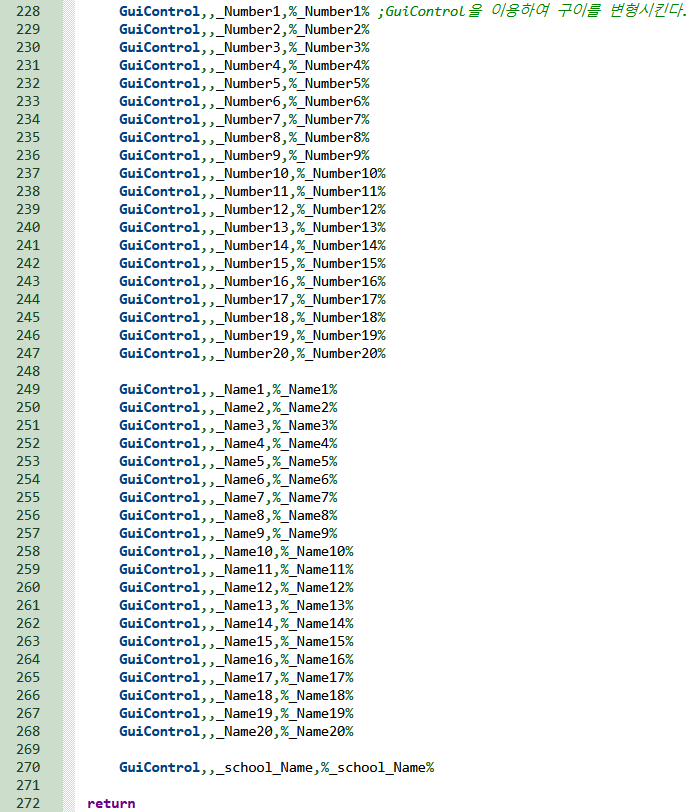 228 GuiControl,,_Number1,%_Number1% ;GuiControl을 이용하여 구이를 변형시킨다.
229 GuiControl,,_Number2,%_Number2%
230 GuiControl,,_Number3,%_Number3%
231 GuiControl,,_Number4,%_Number4%
232 GuiControl,,_Number5,%_Number5%
233 GuiControl,,_Number6,%_Number6%
234 GuiControl,,_Number7,%_Number7%
235 GuiControl,,_Number8,%_Number8%
236 GuiControl,,_Number9,%_Number9%
237 GuiControl,,_Number10,%_Number10%
238 GuiControl,,_Number11,%_Number11%
239 GuiControl,,_Number12,%_Number12%
240 GuiControl,,_Number13,%_Number13%
241 GuiControl,,_Number14,%_Number14%
242 GuiControl,,_Number15,%_Number15%
243 GuiControl,,_Number16,%_Number16%
244 GuiControl,,_Number17,%_Number17%
245 GuiControl,,_Number18,%_Number18%
246 GuiControl,,_Number19,%_Number19%
247 GuiControl,,_Number20,%_Number20%
248
249 GuiControl,,_Name1,%_Name1%
250 GuiControl,,_Name2,%_Name2%
251 GuiControl,,_Name3,%_Name3%
252 GuiControl,,_Name4,%_Name4%
253 GuiControl,,_Name5,%_Name5%
254 GuiControl,,_Name6,%_Name6%
255 GuiControl,,_Name7,%_Name7%
256 GuiControl,,_Name8,%_Name8%
257 GuiControl,,_Name9,%_Name9%
258 GuiControl,,_Name10,%_Name10%
259 GuiControl,,_Name11,%_Name11%
260 GuiControl,,_Name12,%_Name12%
261 GuiControl,,_Name13,%_Name13%
262 GuiControl,,_Name14,%_Name14%
263 GuiControl,,_Name15,%_Name15%
264 GuiControl,,_Name16,%_Name16%
265 GuiControl,,_Name17,%_Name17%
266 GuiControl,,_Name18,%_Name18%
267 GuiControl,,_Name19,%_Name19%
268 GuiControl,,_Name20,%_Name20%
269
270 GuiControl,,_school_Name,%_school_Name%
271
272 return